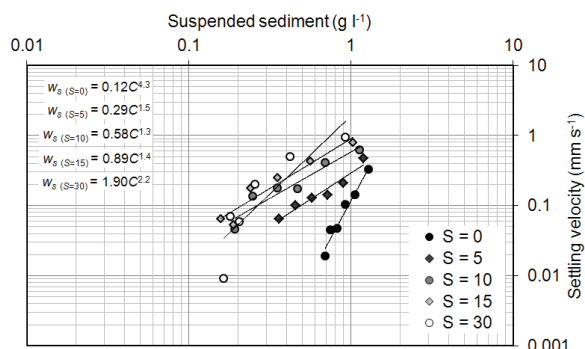 Suspended sediment (g l⁻¹)
0.01 0.1 1 10
10
1
0.1
0.01
0.001
Settling velocity (mm s⁻¹)
wₛ (S=0) = 0.12C⁴·³
wₛ (S=5) = 0.29C¹·⁵
wₛ (S=10) = 0.58C¹·³
wₛ (S=15) = 0.89C¹·⁴
wₛ (S=30) = 1.90C²·²
S = 0
S = 5
S = 10
S = 15
S = 30